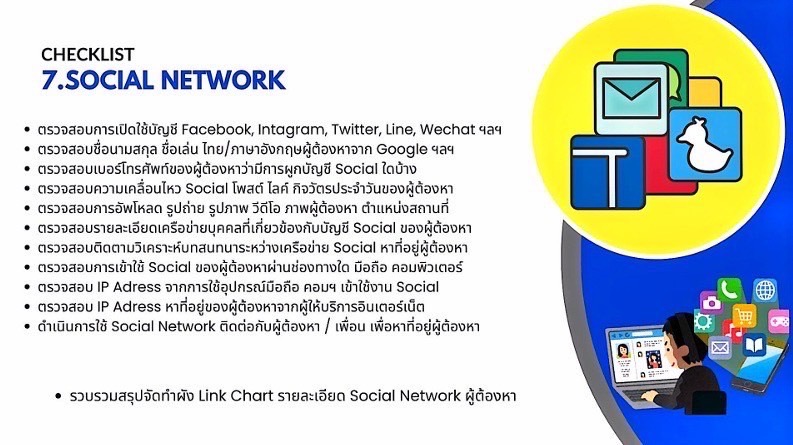 CHECKLIST
7.SOCIAL NETWORK
• ตรวจสอบการเปิดใช้บัญชี Facebook, Intagram, Twitter, Line, Wechat ฯลฯ
• ตรวจสอบชื่อนามสกุล ชื่อเล่น ไทย/ภาษาอังกฤษผู้ต้องหาจาก Google ฯลฯ
• ตรวจสอบเบอร์โทรศัพท์ของผู้ต้องหาว่ามีการผูกบัญชี Social ใดบ้าง
• ตรวจสอบความเคลื่อนไหว Social โพสต์ ไลค์ กิจวัตรประจำวันของผู้ต้องหา
• ตรวจสอบการอัพโหลด รูปถ่าย รูปภาพ วีดีโอ ภาพผู้ต้องหา ตำแหน่งสถานที่
• ตรวจสอบรายละเอียดเครือข่ายบุคคลที่เกี่ยวข้องกับบัญชี Social ของผู้ต้องหา
• ตรวจสอบติดตามวิเคราะห์บทสนทนาระหว่างเครือข่าย Social หาที่อยู่ผู้ต้องหา
• ตรวจสอบการเข้าใช้ Social ของผู้ต้องหาผ่านช่องทางใด มือถือ คอมพิวเตอร์
• ตรวจสอบ IP Adress จากการใช้อุปกรณ์มือถือ คอมฯ เข้าใช้งาน Social
• ตรวจสอบ IP Adress หาที่อยู่ของผู้ต้องหาจากผู้ให้บริการอินเตอร์เน็ต
• ดำเนินการใช้ Social Network ติดต่อกับผู้ต้องหา / เพื่อน เพื่อหาที่อยู่ผู้ต้องหา
• รวบรวมสรุปจัดทำผัง Link Chart รายละเอียด Social Network ผู้ต้องหา